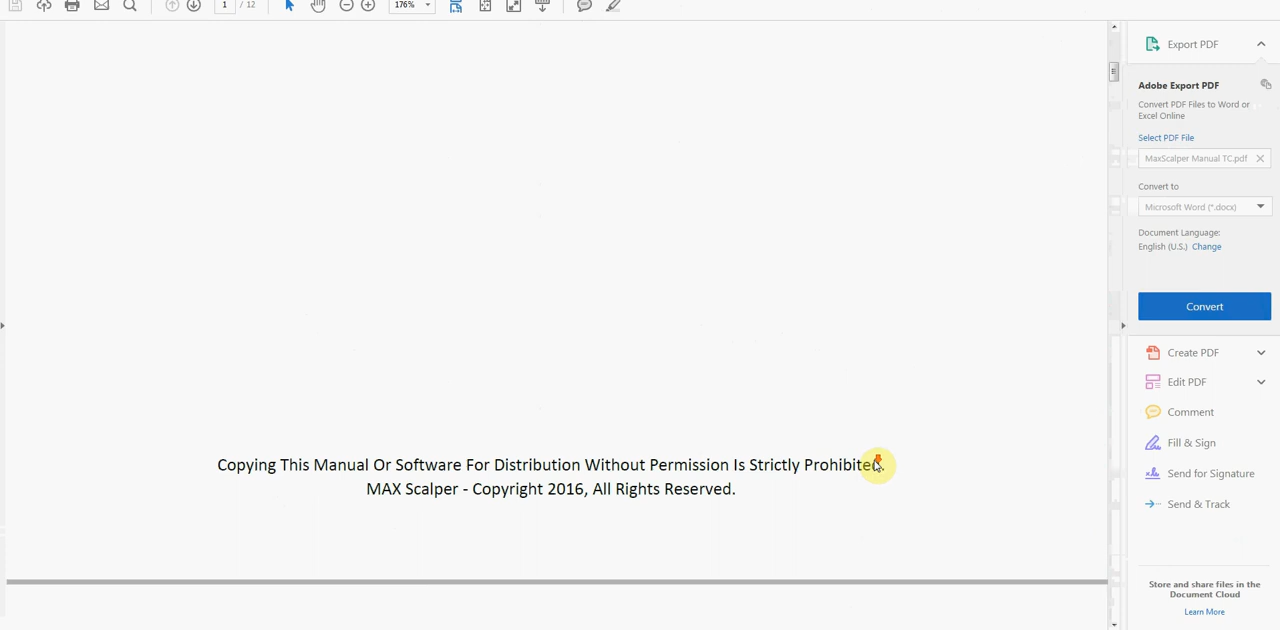 1 / 12 176%
Export PDF
Adobe Export PDF
Convert PDF Files to Word or
Excel Online
Select PDF File
MaxScalper Manual TC.pdf
Convert to
Microsoft Word (*.docx)
Document Language:
English (U.S.) Change
Convert
Create PDF
Edit PDF
Comment
Fill & Sign
Send for Signature
Send & Track
Store and share files in the
Document Cloud
Learn More
Copying This Manual Or Software For Distribution Without Permission Is Strictly Prohibited.
MAX Scalper - Copyright 2016, All Rights Reserved.